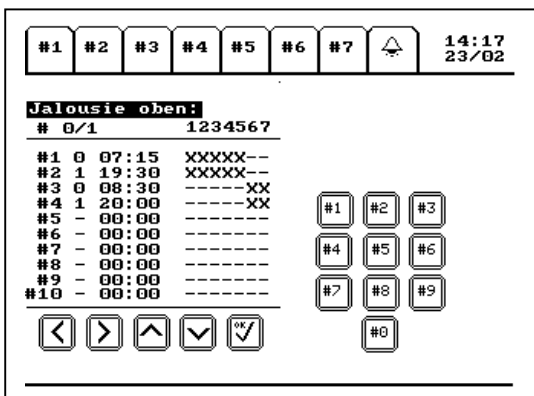 #1 #2 #3 #4 #5 #6 #7 14:17
23/02
Jalousie oben:
# 0/1 1234567
#1 0 07:15 XXXXX--
#2 1 19:30 XXXXX--
#3 0 08:30 -----XX
#4 1 20:00 -----XX
#5 - 00:00 -------
#6 - 00:00 -------
#7 - 00:00 -------
#8 - 00:00 -------
#9 - 00:00 -------
#10 - 00:00 -------
#1 #2 #3
#4 #5 #6
#7 #8 #9
#0
OK